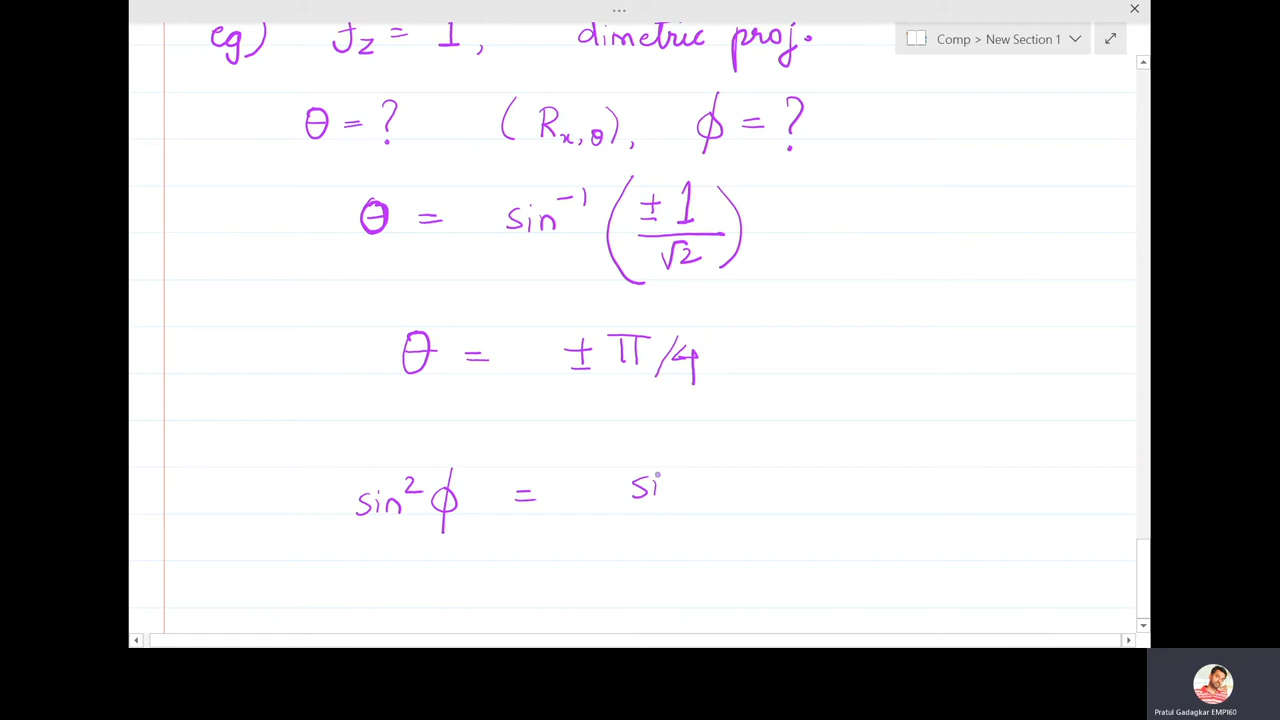 Comp > New Section 1
eg) fz = 1, dimetric proj.
θ = ? (Rx,θ), ϕ = ?
θ = sin⁻¹ (±1/√2)
θ = ± π/4
sin²ϕ = si
Pratul Gadagkar EMP160